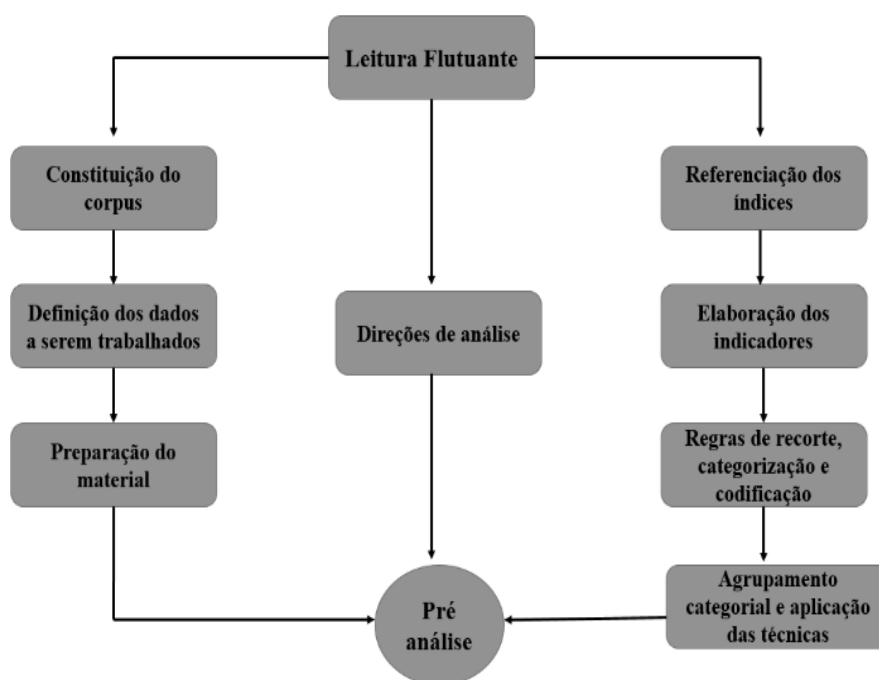 Leitura Flutuante
Constituição do
corpus
Definição dos dados
a serem trabalhados
Preparação do
material
Direções de análise
Referenciação dos
índices
Elaboração dos
indicadores
Regras de recorte,
categorização e
codificação
Agrupamento
categorial e aplicação
das técnicas
Pré
análise